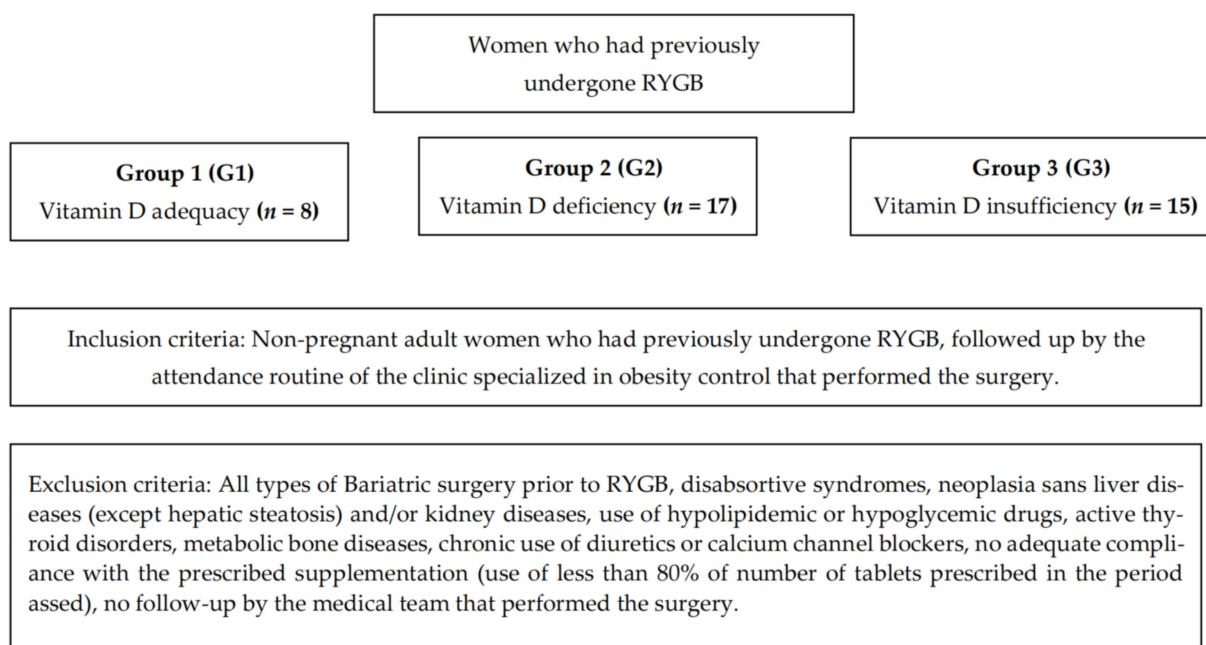 Women who had previously
undergone RYGB
Group 1 (G1)
Vitamin D adequacy (n = 8)
Group 2 (G2)
Vitamin D deficiency (n = 17)
Group 3 (G3)
Vitamin D insufficiency (n = 15)
Inclusion criteria: Non-pregnant adult women who had previously undergone RYGB, followed up by the
attendance routine of the clinic specialized in obesity control that performed the surgery.
Exclusion criteria: All types of Bariatric surgery prior to RYGB, disabsortive syndromes, neoplasia sans liver dis-
eases (except hepatic steatosis) and/or kidney diseases, use of hypolipidemic or hypoglycemic drugs, active thy-
roid disorders, metabolic bone diseases, chronic use of diuretics or calcium channel blockers, no adequate compli-
ance with the prescribed supplementation (use of less than 80% of number of tablets prescribed in the period
assed), no follow-up by the medical team that performed the surgery.